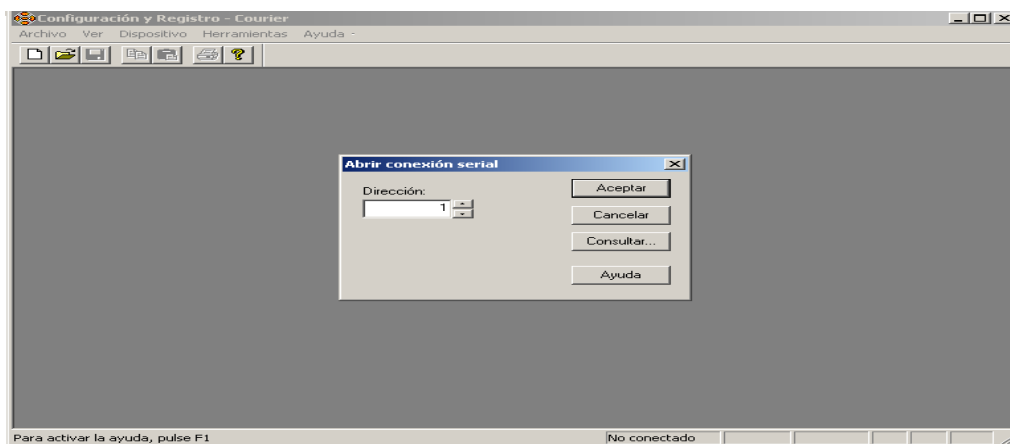 Configuración y Registro - Courier
Archivo Ver Dispositivo Herramientas Ayuda
Abrir conexión serial
Dirección:
1
Aceptar
Cancelar
Consultar...
Ayuda
Para activar la ayuda, pulse F1
No conectado